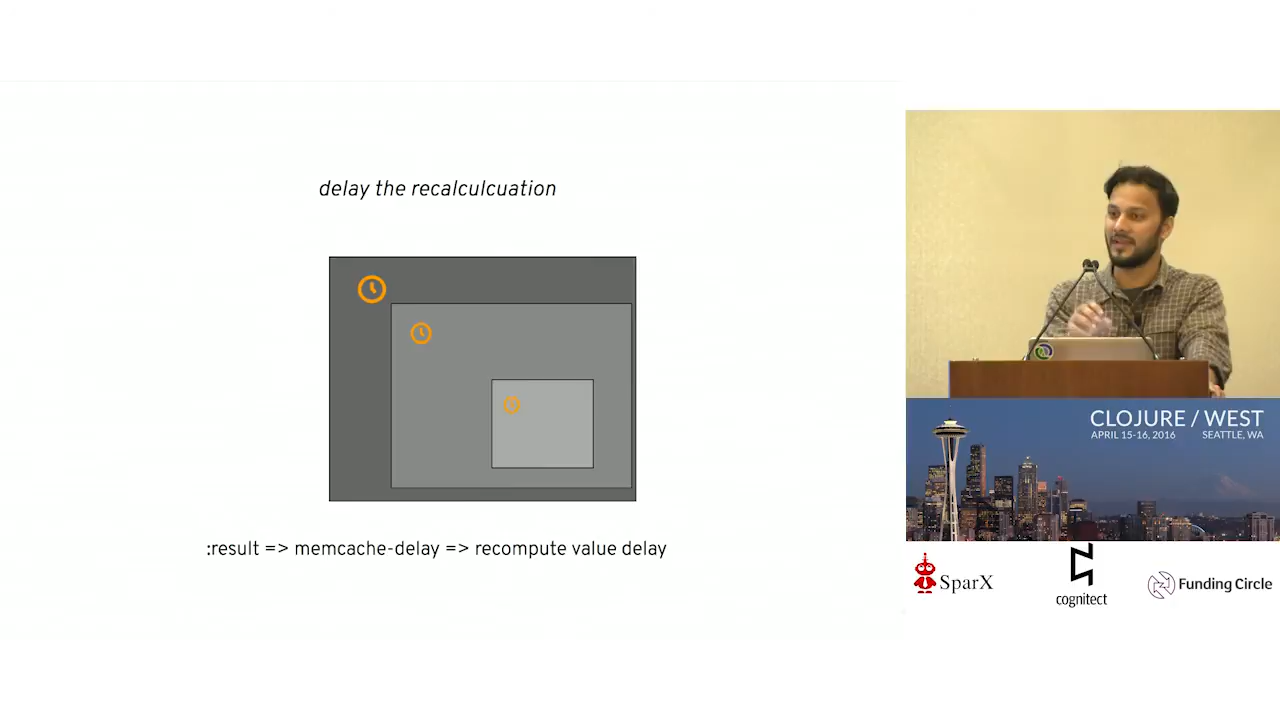 delay the recalculcuation
:result => memcache-delay => recompute value delay
CLOJURE / WEST
APRIL 15-16, 2016 SEATTLE, WA
SparX
cognitect
Funding Circle